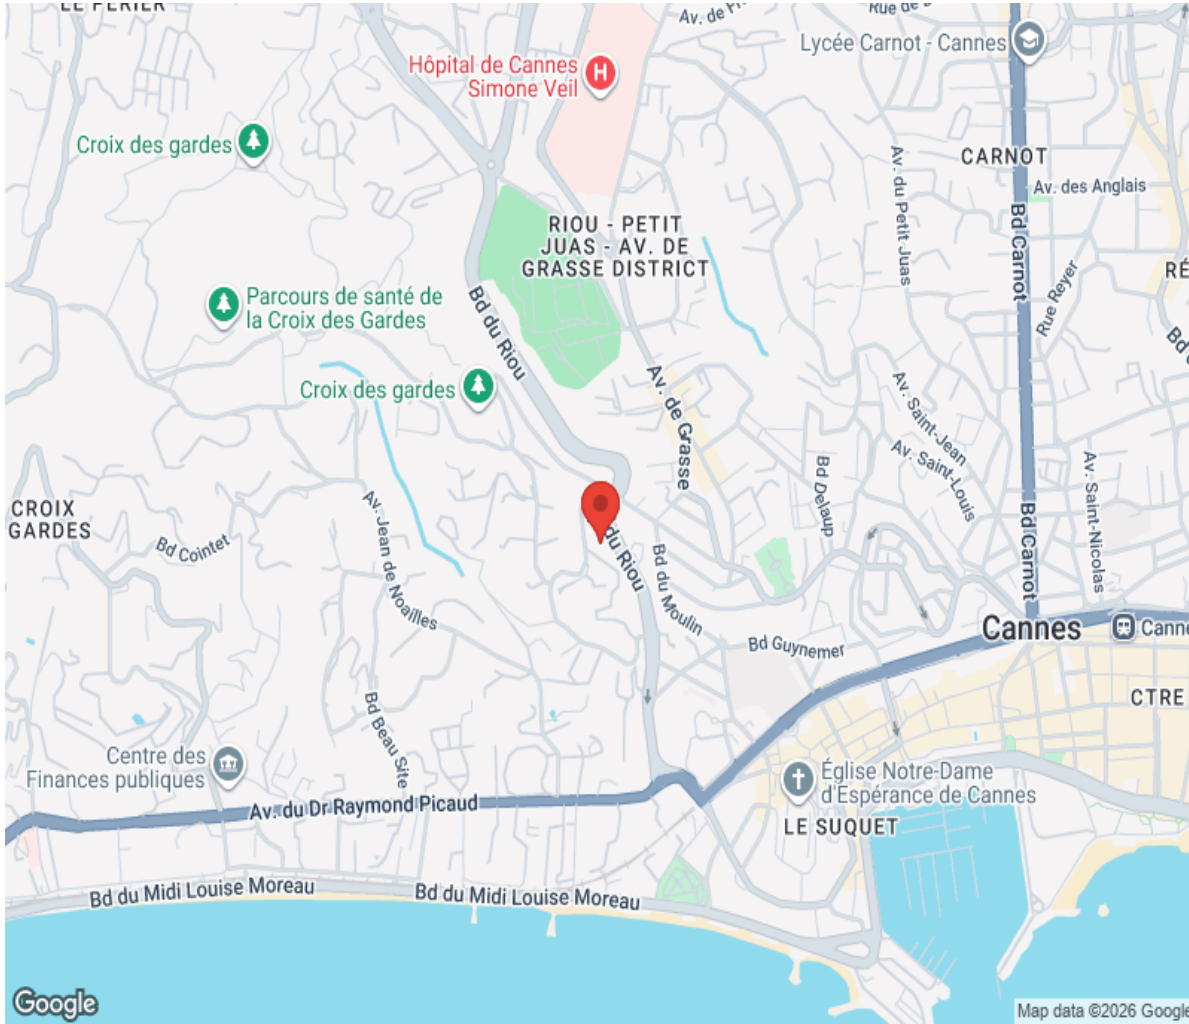 LE PÉRIER
Av. de
Rue de
Lycée Carnot - Cannes
Hôpital de Cannes
Simone Veil
Croix des gardes
CARNOT
Av. des Anglais
Av. du Petit Juas
Bd Carnot
RIOU - PETIT
JUAS - AV. DE
GRASSE DISTRICT
Rue Reyer
RÉ
Parcours de santé de
la Croix des Gardes
Bd du Riou
Bd
Croix des gardes
Av. de Grasse
Av. Saint-Jean
Av. Saint-Louis
Bd Delaup
Av. Saint-Nicolas
CROIX
GARDES
Bd Cointet
Av. Jean de Noailles
du Riou
Bd du Moulin
Bd Carnot
Cannes
Canne
Bd Guynemer
CTRE
Bd Beau Site
Centre des
Finances publiques
Église Notre-Dame
d'Espérance de Cannes
Av. du Dr Raymond Picaud
LE SUQUET
Bd du Midi Louise Moreau
Bd du Midi Louise Moreau
Google
Map data ©2026 Google